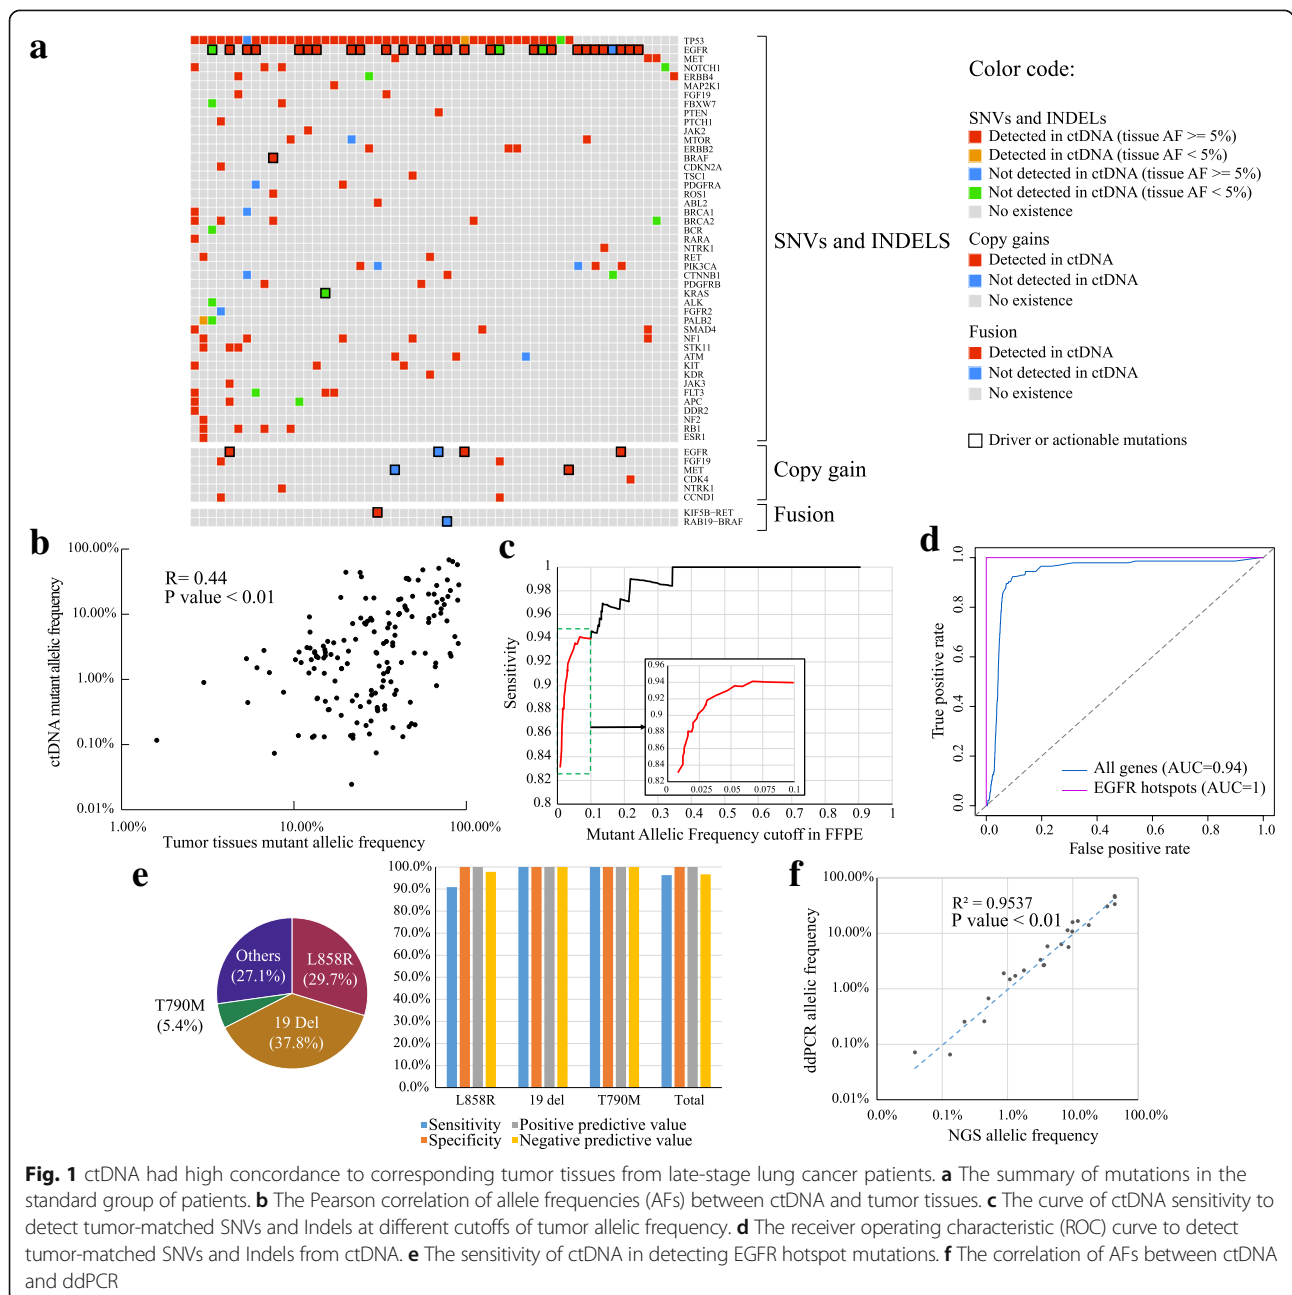 a
TP53
EGFR
MET
NOTCH1
ERBB4
MAP2K1
FGF19
FBXW7
PTEN
PTCH1
JAK2
MTOR
ERBB2
BRAF
CDKN2A
TSC1
PDGFRA
ROS1
ABL2
BRCA1
BRCA2
BCR
RARA
NTRK1
RET
PIK3CA
CTNNB1
PDGFRB
KRAS
ALK
FGFR2
PALB2
SMAD4
NF1
STK11
ATM
KIT
KDR
JAK3
FLT3
APC
DDR2
NF2
RB1
ESR1
SNVs and INDELS
EGFR
FGF19
MET
CDK4
NTRK1
CCND1
Copy gain
KIF5B−RET
RAB19−BRAF
Fusion
Color code:
SNVs and INDELs
Detected in ctDNA (tissue AF >= 5%)
Detected in ctDNA (tissue AF < 5%)
Not detected in ctDNA (tissue AF >= 5%)
Not detected in ctDNA (tissue AF < 5%)
No existence
Copy gains
Detected in ctDNA
Not detected in ctDNA
No existence
Fusion
Detected in ctDNA
Not detected in ctDNA
No existence
Driver or actionable mutations
b
100.00%
10.00%
1.00%
0.10%
0.01%
ctDNA mutant allelic frequency
R= 0.44
P value < 0.01
1.00%
10.00%
100.00%
Tumor tissues mutant allelic frequency
c
1
0.98
0.96
0.94
0.92
0.9
0.88
0.86
0.84
0.82
0.8
Sensitivity
0.96
0.94
0.92
0.9
0.88
0.86
0.84
0.82
0
0.025
0.05
0.075
0.1
0
0.1
0.2
0.3
0.4
0.5
0.6
0.7
0.8
0.9
1
Mutant Allelic Frequency cutoff in FFPE
d
1.0
0.8
0.6
0.4
0.2
0.0
True positive rate
All genes (AUC=0.94)
EGFR hotspots (AUC=1)
0.0
0.2
0.4
0.6
0.8
1.0
False positive rate
e
Others
(27.1%)
L858R
(29.7%)
T790M
(5.4%)
19 Del
(37.8%)
100.0%
90.0%
80.0%
70.0%
60.0%
50.0%
40.0%
30.0%
20.0%
10.0%
0.0%
L858R
19 del
T790M
Total
Sensitivity
Positive predictive value
Specificity
Negative predictive value
f
100.00%
10.00%
1.00%
0.10%
0.01%
ddPCR allelic frequency
R² = 0.9537
P value < 0.01
0.0%
0.1%
1.0%
10.0%
100.0%
NGS allelic frequency
Fig. 1 ctDNA had high concordance to corresponding tumor tissues from late-stage lung cancer patients. a The summary of mutations in the
standard group of patients. b The Pearson correlation of allele frequencies (AFs) between ctDNA and tumor tissues. c The curve of ctDNA sensitivity to
detect tumor-matched SNVs and Indels at different cutoffs of tumor allelic frequency. d The receiver operating characteristic (ROC) curve to detect
tumor-matched SNVs and Indels from ctDNA. e The sensitivity of ctDNA in detecting EGFR hotspot mutations. f The correlation of AFs between ctDNA
and ddPCR